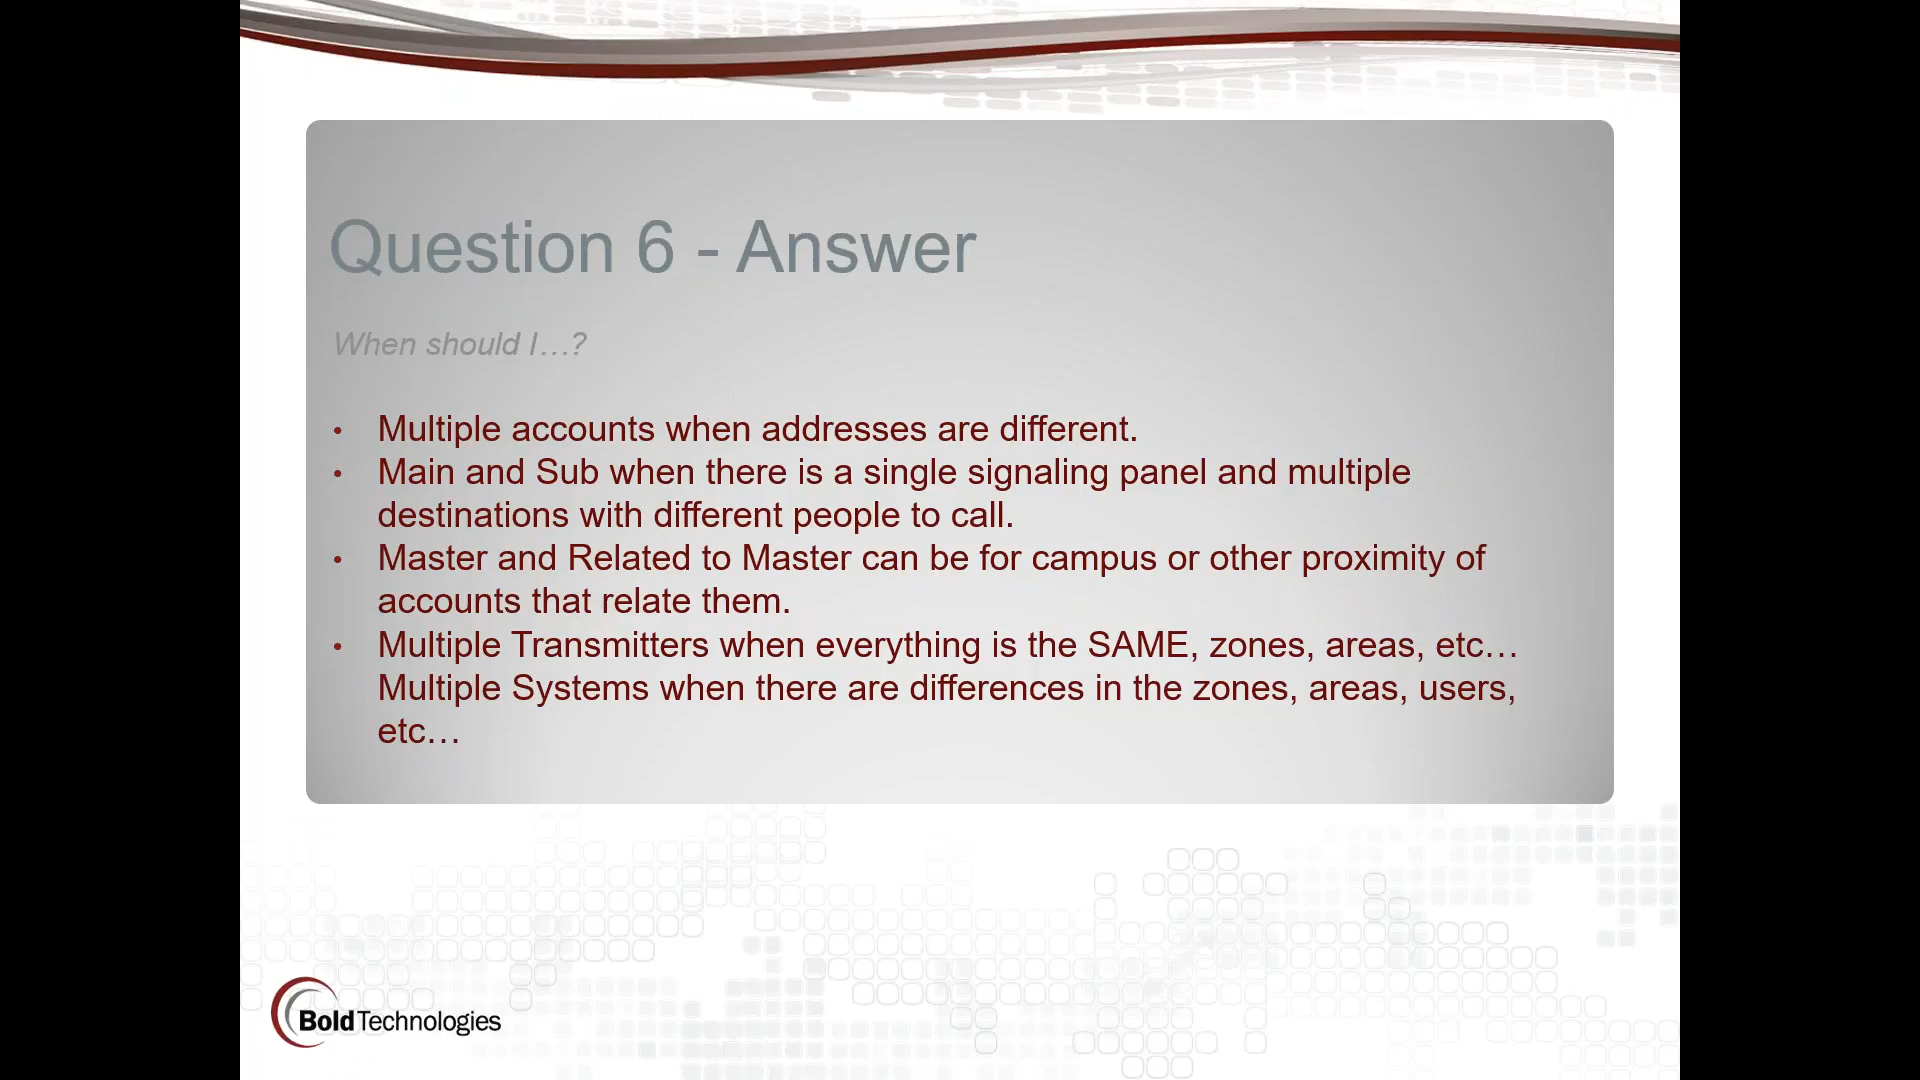 Question 6 - Answer
When should I…?
• Multiple accounts when addresses are different.
• Main and Sub when there is a single signaling panel and multiple
destinations with different people to call.
• Master and Related to Master can be for campus or other proximity of
accounts that relate them.
• Multiple Transmitters when everything is the SAME, zones, areas, etc…
Multiple Systems when there are differences in the zones, areas, users,
etc…
BoldTechnologies